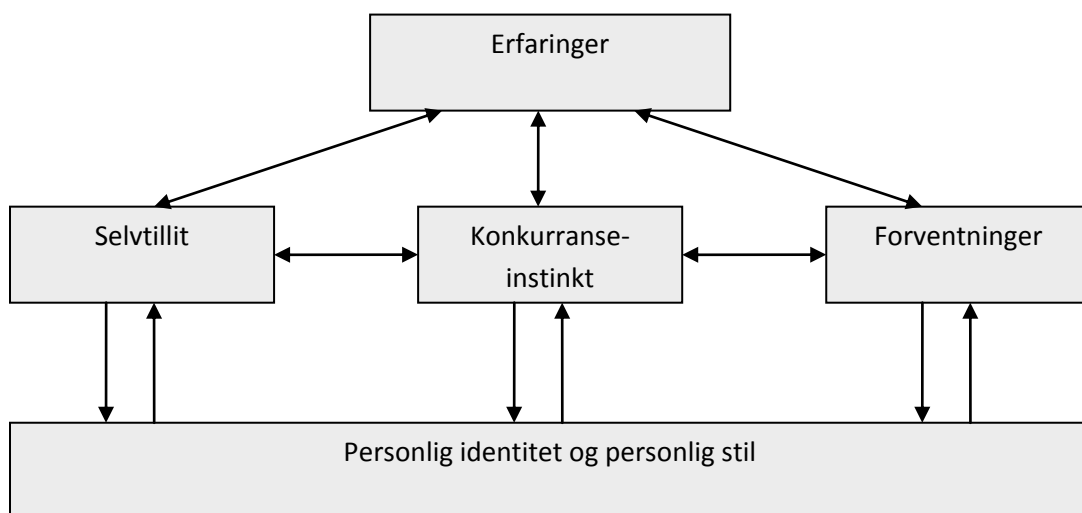 Erfaringer
Selvtillit
Konkurranse-
instinkt
Forventninger
Personlig identitet og personlig stil